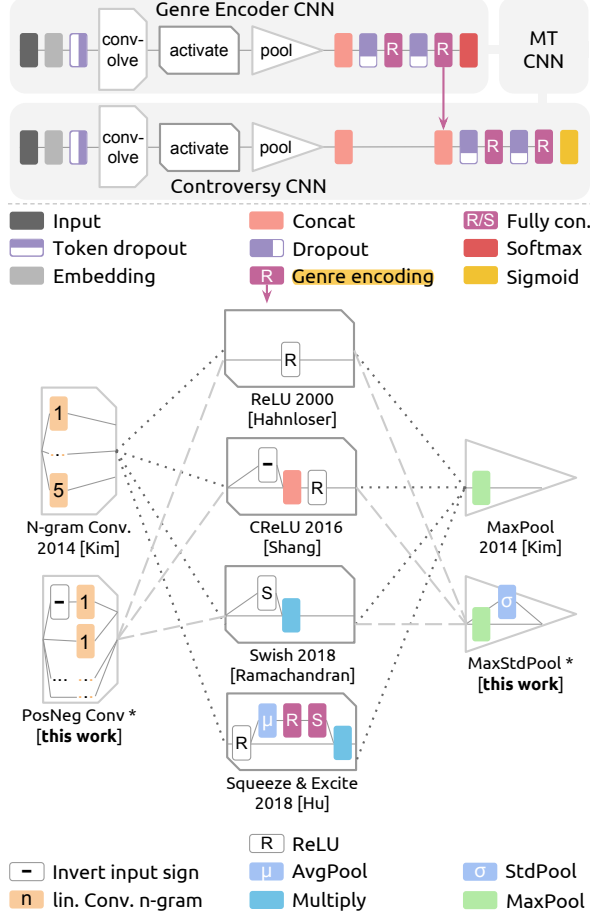 Genre Encoder CNN
conv-
olve
activate
pool
R
R
MT
CNN
conv-
olve
activate
pool
R
R
Controversy CNN
Input
Concat
R/S Fully con.
Token dropout
Dropout
Softmax
Embedding
R Genre encoding
Sigmoid
R
ReLU 2000
[Hahnloser]
1
5
N-gram Conv.
2014 [Kim]
-
R
CReLU 2016
[Shang]
MaxPool
2014 [Kim]
- 1
1
PosNeg Conv *
[this work]
S
Swish 2018
[Ramachandran]
σ
MaxStdPool *
[this work]
R μ R S
Squeeze & Excite
2018 [Hu]
R ReLU
- Invert input sign
μ AvgPool
σ StdPool
n lin. Conv. n-gram
Multiply
MaxPool